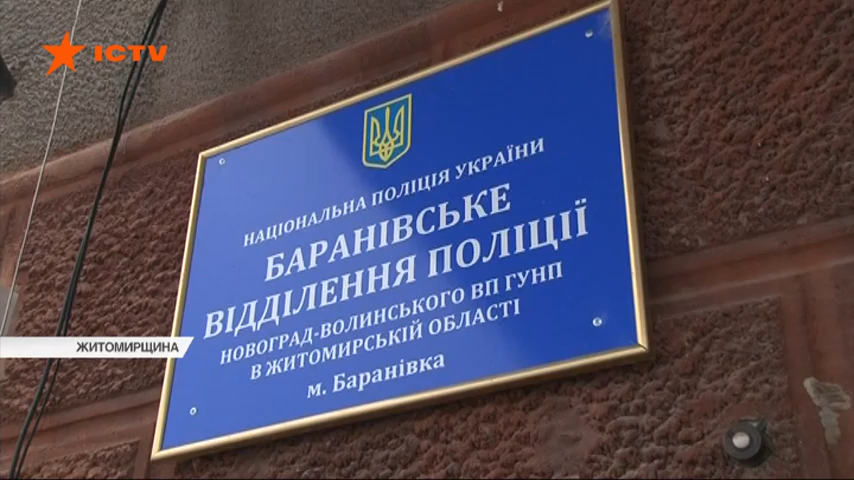 ICTV
НАЦІОНАЛЬНА ПОЛІЦІЯ УКРАЇНИ
БАРАНІВСЬКЕ
ВІДДІЛЕННЯ ПОЛІЦІЇ
НОВОГРАД-ВОЛИНСЬКОГО ВП ГУНП
В ЖИТОМИРСЬКІЙ ОБЛАСТІ
м. Баранівка
ЖИТОМИРЩИНА